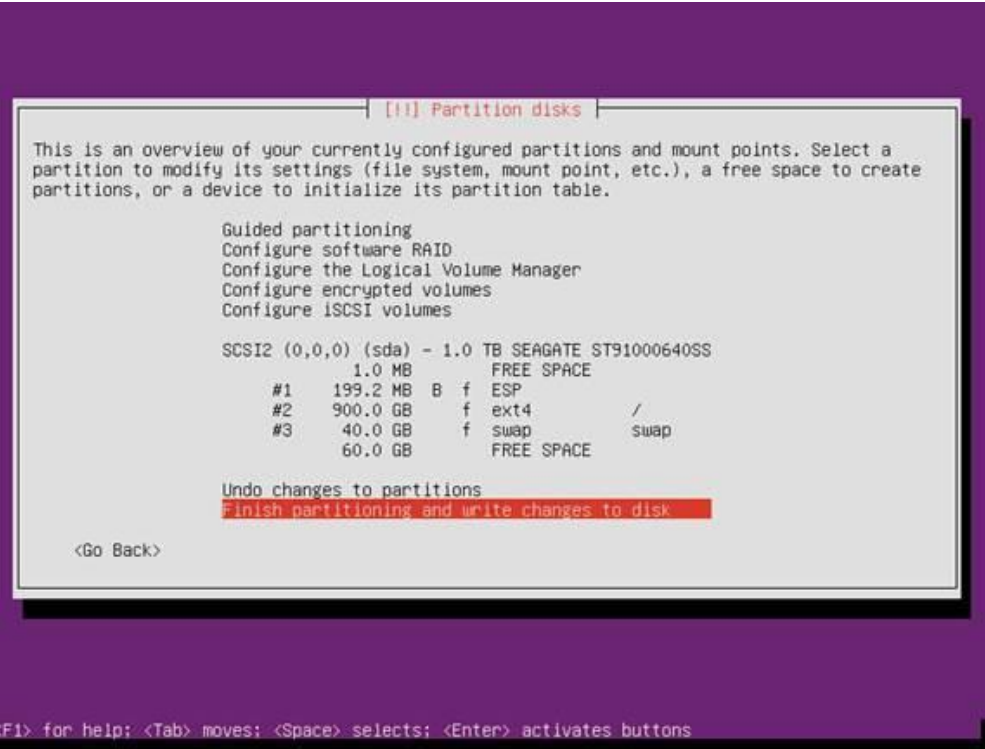 [!!] Partition disks
This is an overview of your currently configured partitions and mount points. Select a
partition to modify its settings (file system, mount point, etc.), a free space to create
partitions, or a device to initialize its partition table.
Guided partitioning
Configure software RAID
Configure the Logical Volume Manager
Configure encrypted volumes
Configure iSCSI volumes
SCSI2 (0,0,0) (sda) - 1.0 TB SEAGATE ST91000640SS
1.0 MB FREE SPACE
#1 199.2 MB B f ESP
#2 900.0 GB f ext4 /
#3 40.0 GB f swap swap
60.0 GB FREE SPACE
Undo changes to partitions
Finish partitioning and write changes to disk
<Go Back>
F1> for help; <Tab> moves; <Space> selects; <Enter> activates buttons